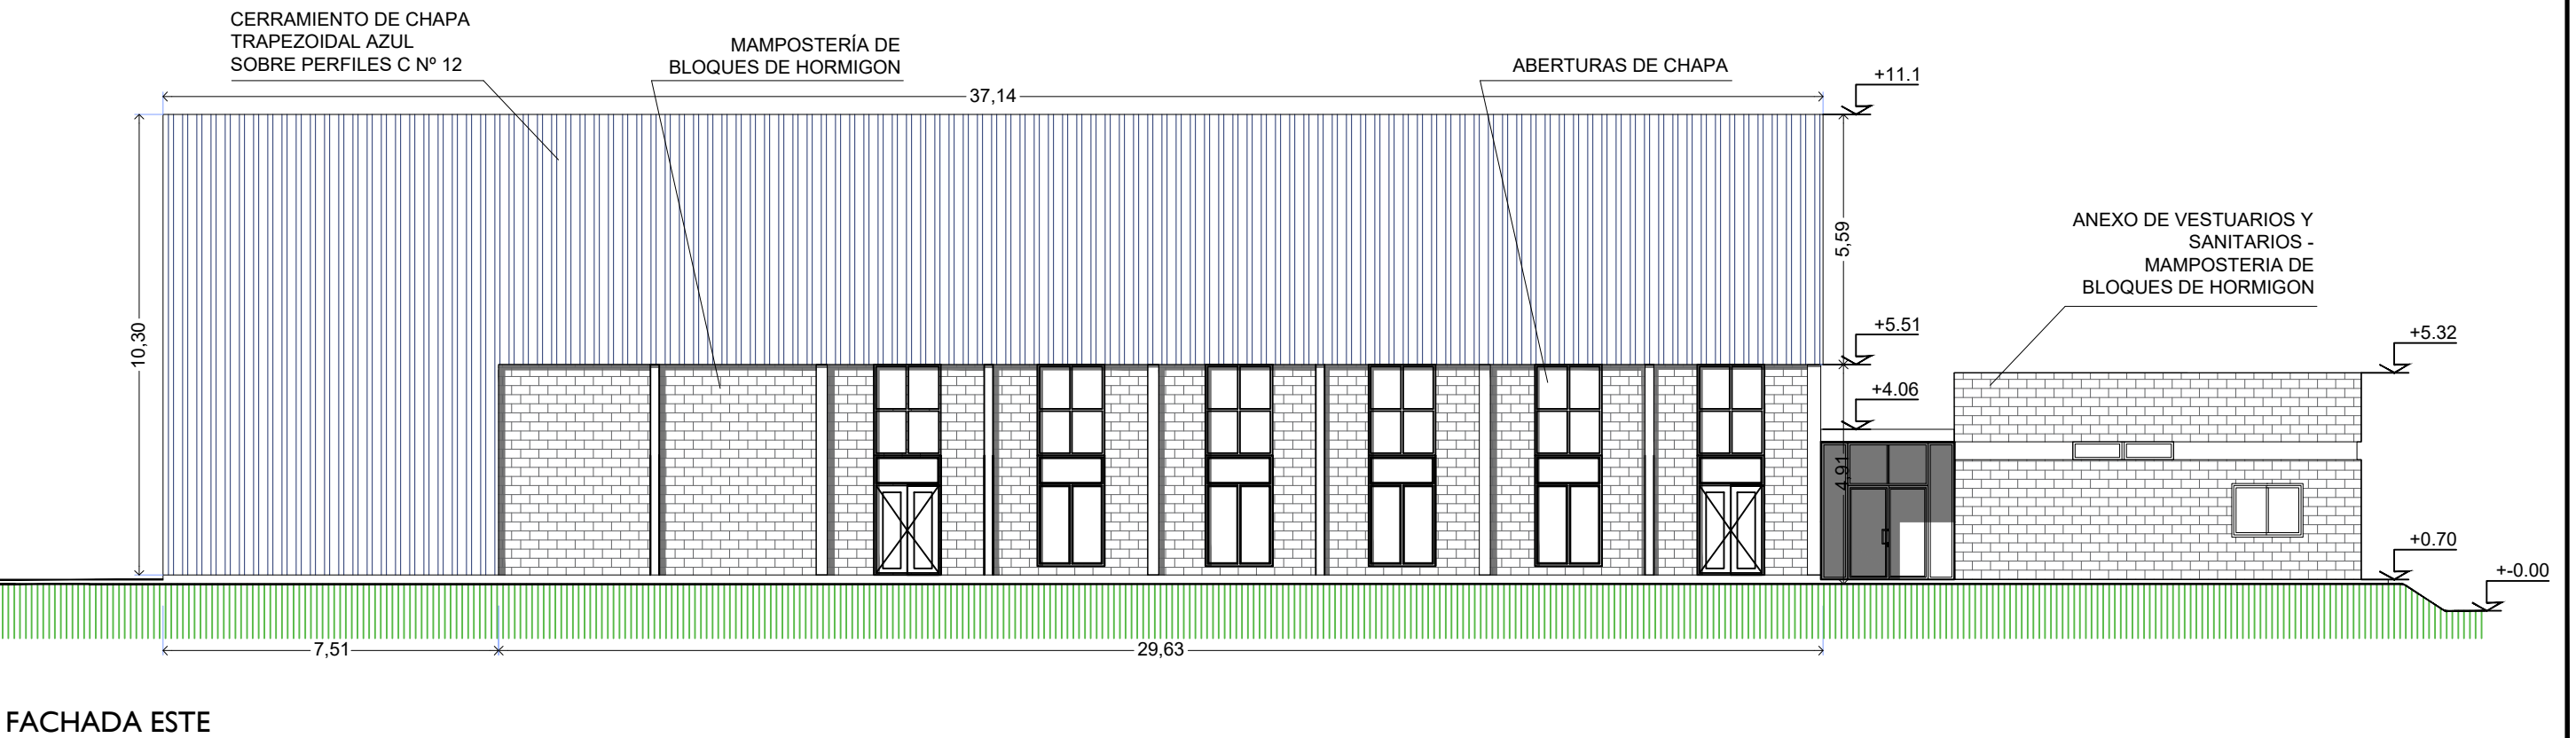 CERRAMIENTO DE CHAPA
TRAPEZOIDAL AZUL
SOBRE PERFILES C Nº 12
MAMPOSTERÍA DE
BLOQUES DE HORMIGON
ABERTURAS DE CHAPA
+11.1
37,14
5,59
ANEXO DE VESTUARIOS Y
SANITARIOS -
MAMPOSTERIA DE
BLOQUES DE HORMIGON
10,30
+5.51
+5.32
+4.06
4,91
+0.70
+-0.00
7,51
29,63
FACHADA ESTE